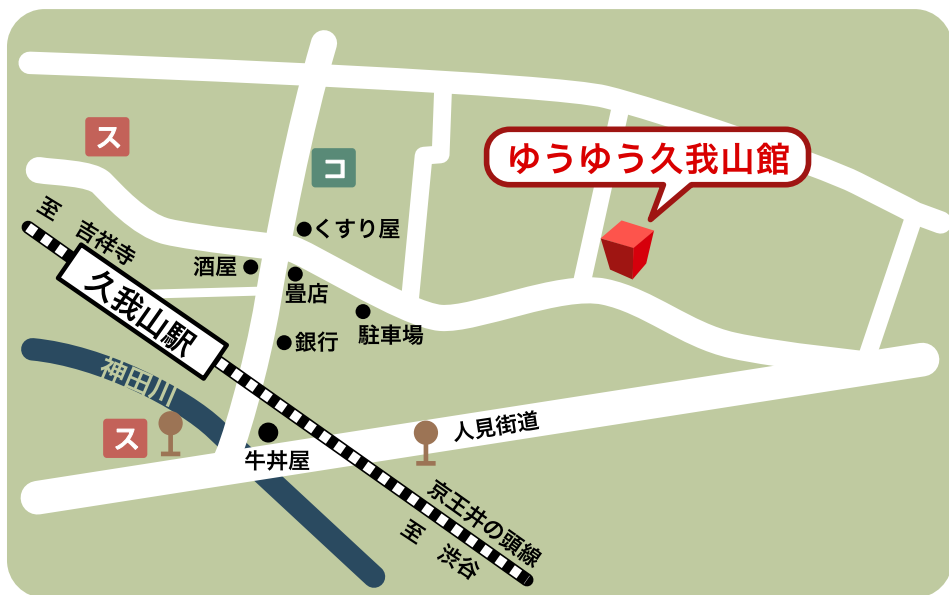 ス
コ
ゆうゆう久我山館
くすり屋
至 吉祥寺
酒屋
畳店
久我山駅
駐車場
銀行
神田川
ス
牛丼屋
人見街道
京王井の頭線
至 渋谷